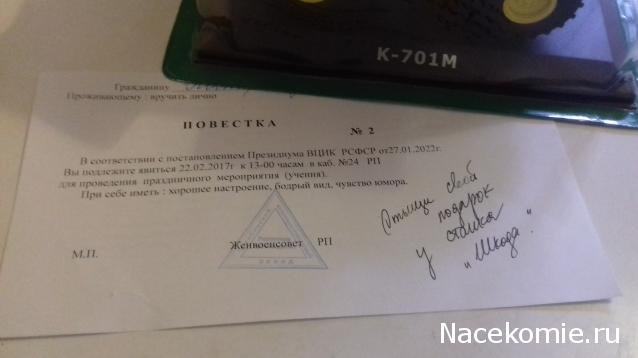 К-701М
Гражданину
Проживающему : вручить лично
ПОВЕСТКА № 2
В соответствии с постановлением Президиума ВЦИК РСФСР от27.01.2022г.
Вы подлежите явиться 22.02.2017г к 13-00 часам в каб. №24 РП
для проведения праздничного мероприятия (учения).
При себе иметь : хорошее настроение, бодрый вид, чувство юмора.
Отыщи свой
подарок
у станка
„Шкода".
Женвоенсовет РП
М.П.
Nacekomie.ru